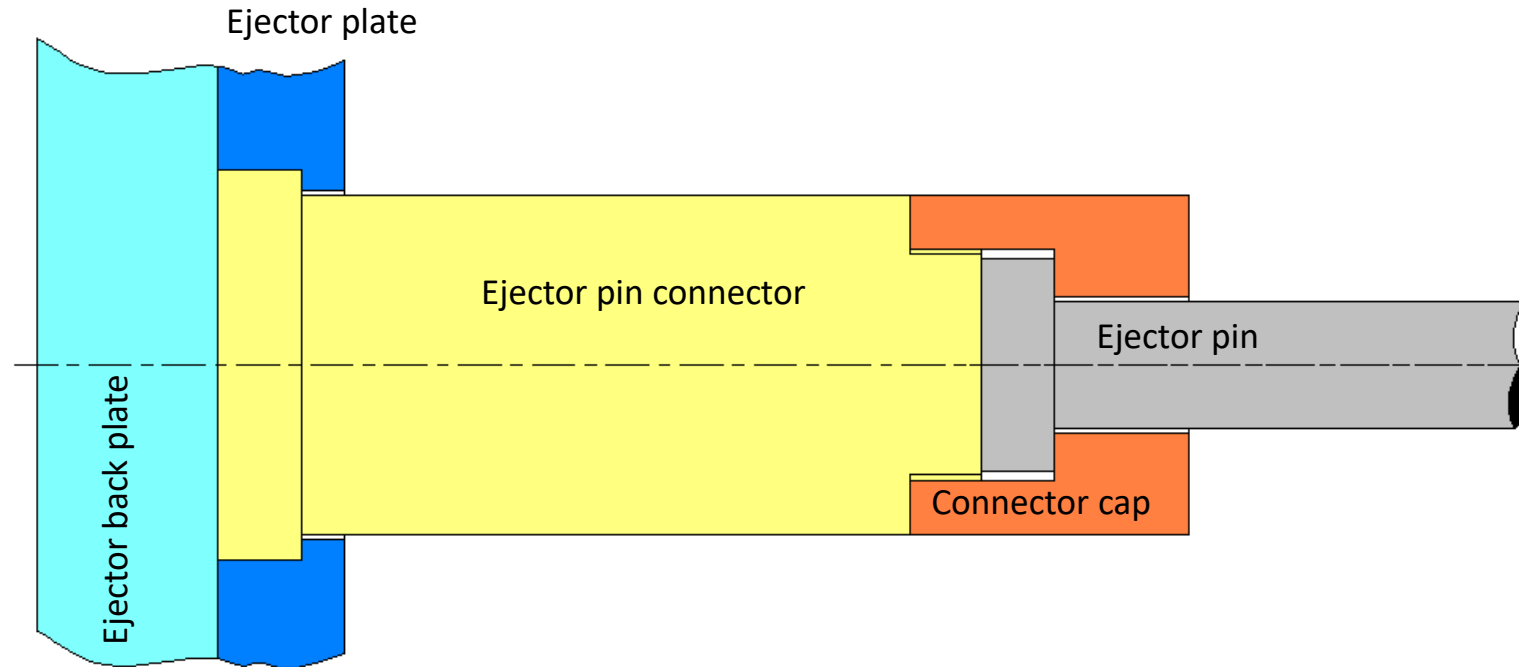 Ejector plate
Ejector pin connector
Ejector pin
Ejector back plate
Connector cap